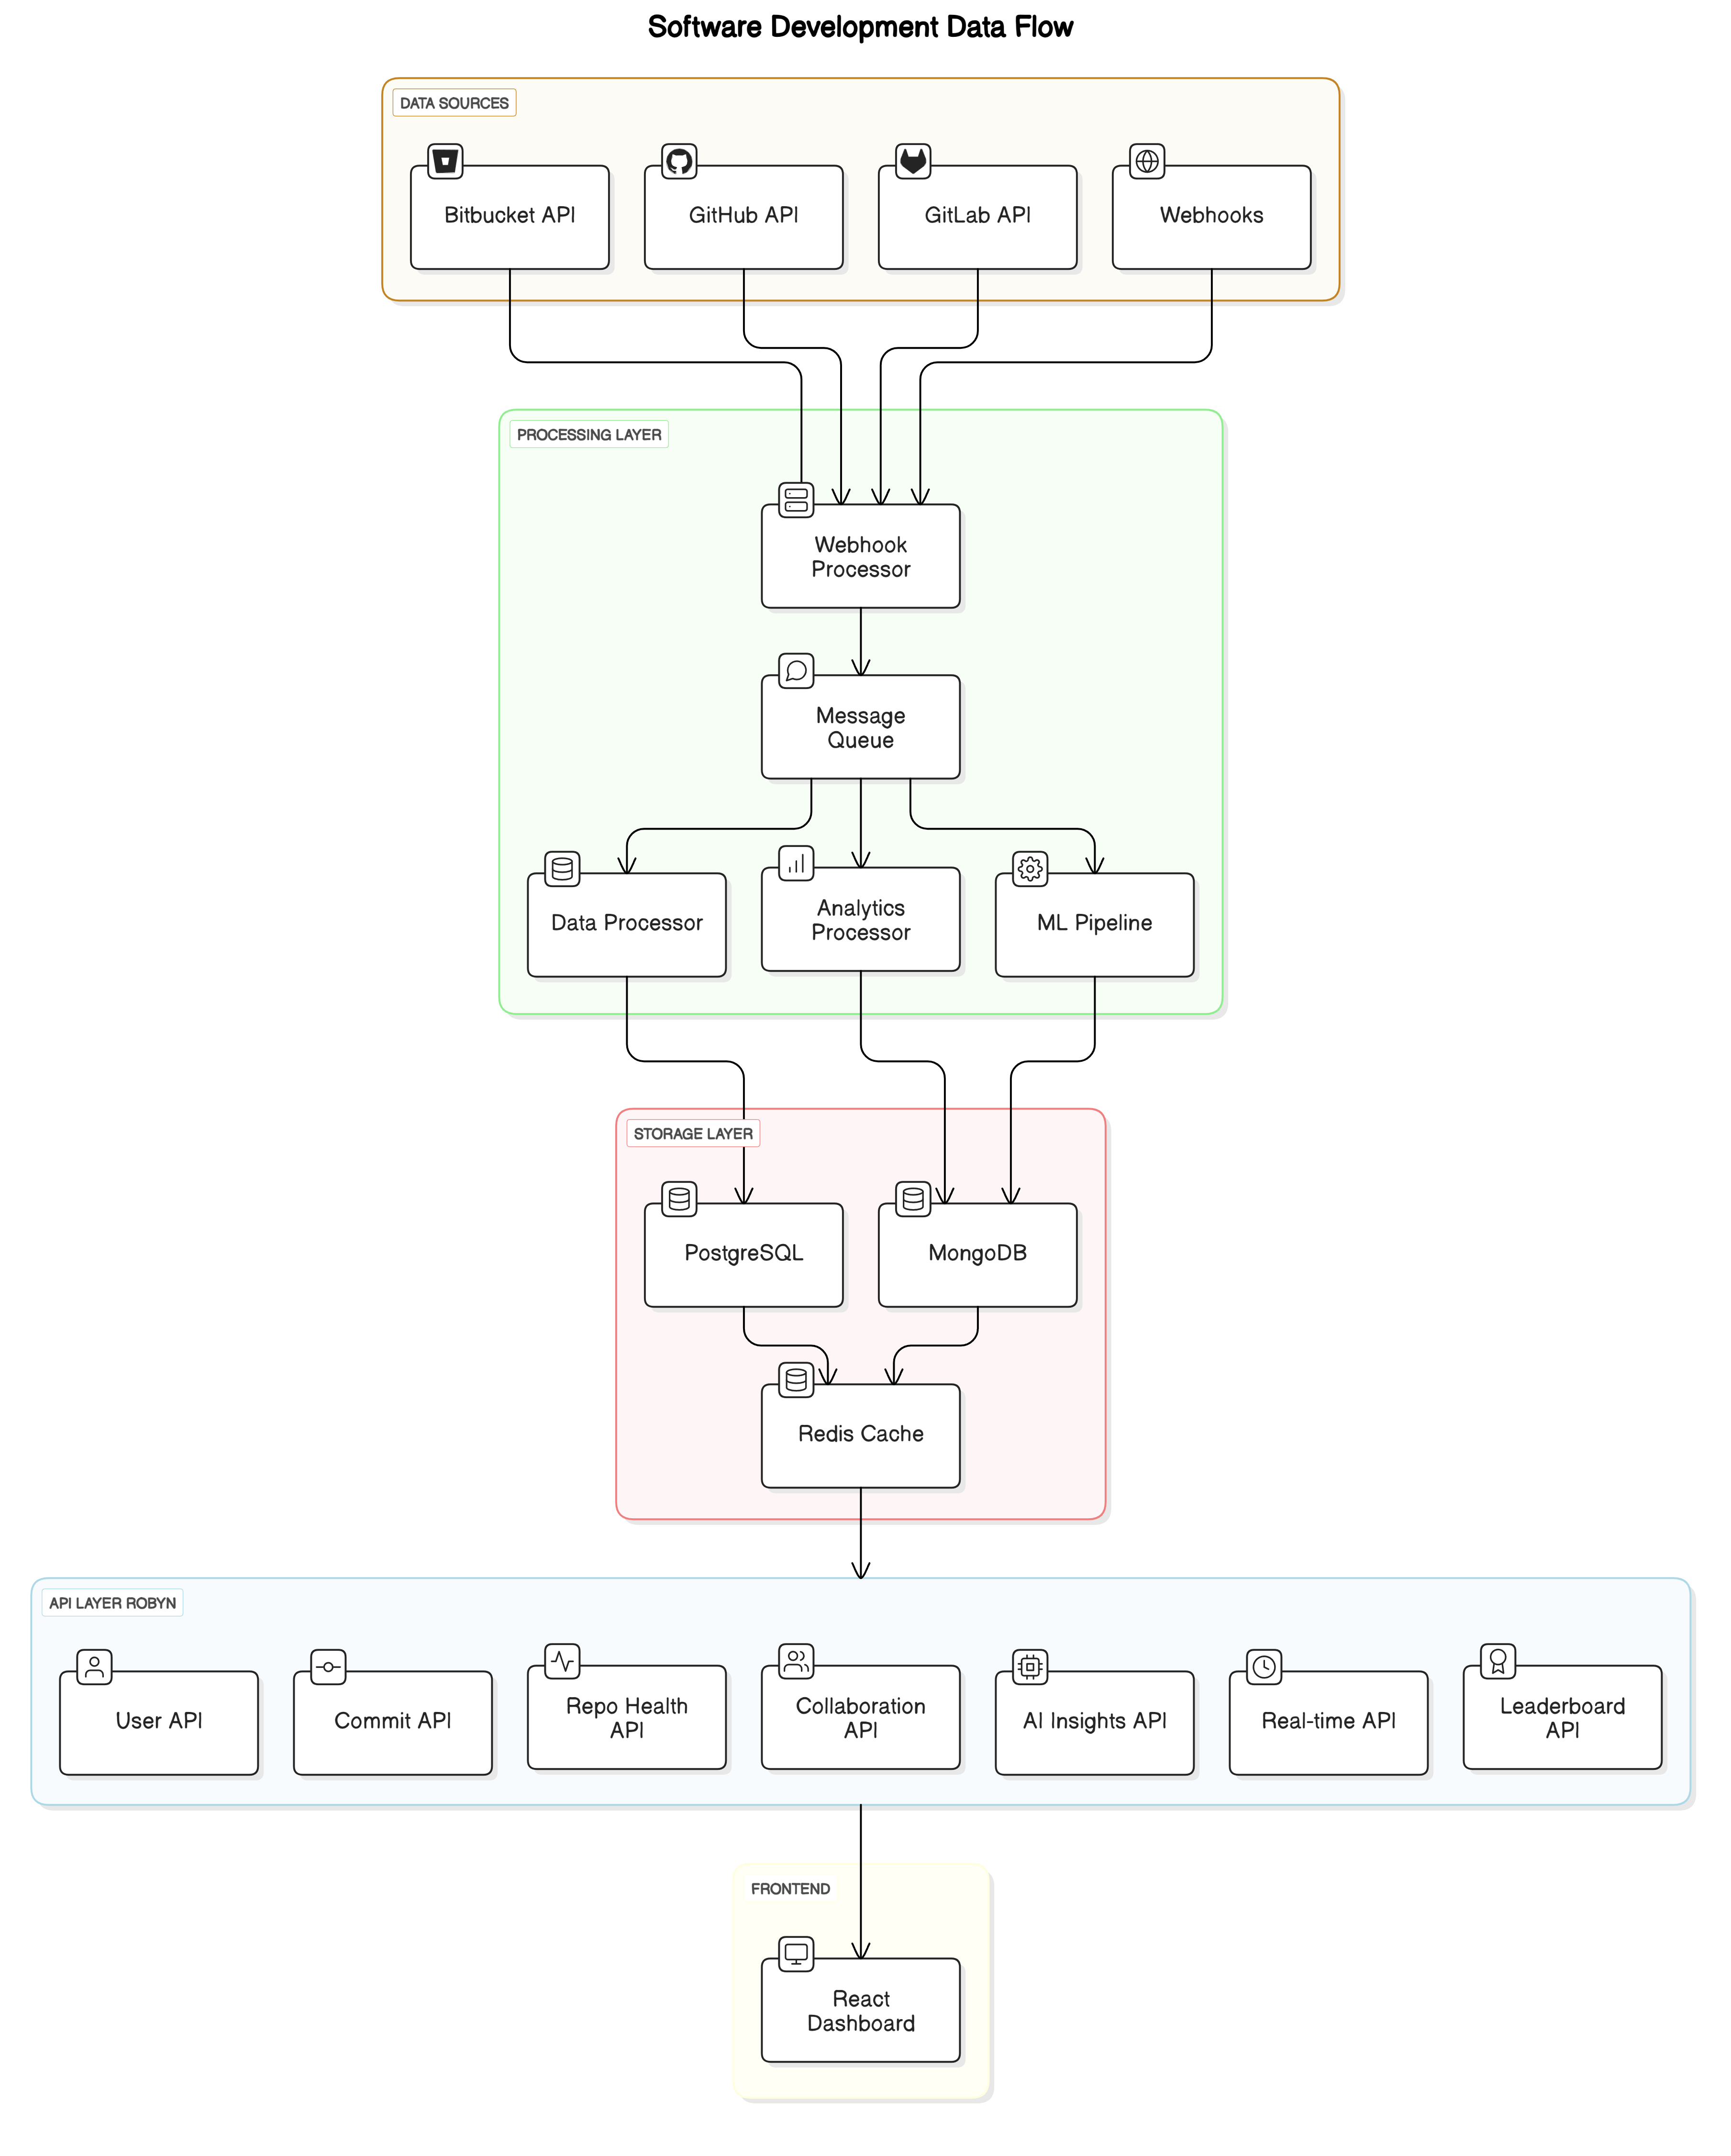 Software Development Data Flow
DATA SOURCES
Bitbucket API
GitHub API
GitLab API
Webhooks
PROCESSING LAYER
Webhook
Processor
Message
Queue
Data Processor
Analytics
Processor
ML Pipeline
STORAGE LAYER
PostgreSQL
MongoDB
Redis Cache
API LAYER ROBYN
User API
Commit API
Repo Health
API
Collaboration
API
AI Insights API
Real-time API
Leaderboard
API
FRONTEND
React
Dashboard